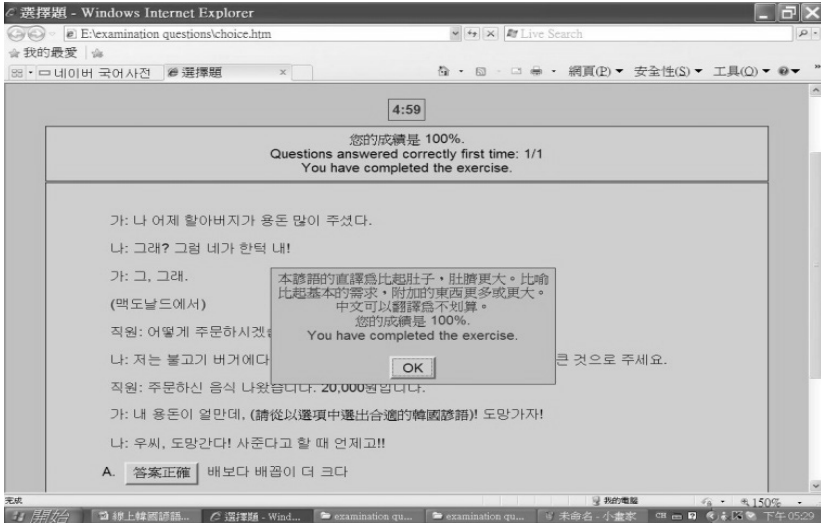 選擇題 - Windows Internet Explorer
E:\examination questions\choice.htm
Live Search
我的最愛
네이버 국어사전
選擇題
網頁(P)
安全性(S)
工具(O)
4:59
您的成績是 100%.
Questions answered correctly first time: 1/1
You have completed the exercise.
가: 나 어제 할아버지가 용돈 많이 주셨다.
나: 그래? 그럼 네가 한턱 내!
가: 그, 그래.
(맥도날드에서)
직원: 어떻게 주문하시겠
나: 저는 불고기 버거에다
큰 것으로 주세요.
本諺語的直譯爲比起肚子，肚臍更大。比喻
比起基本的需求，附加的東西更多或更大。
中文可以翻譯爲不划算。
您的成績是 100%.
You have completed the exercise.
OK
직원: 주문하신 음식 나왔습니다. 20,000원입니다.
가: 내 용돈이 얼만데, (請從以選項中選出合適的韓國諺語)! 도망가자!
나: 우씨, 도망간다! 사준다고 할 때 언제고!!
A. 答案正確 배보다 배꼽이 더 크다
完成
我的電腦
150%
開始
線上韓國諺語...
選擇題 - Wind...
examination qu...
examination qu...
未命名 - 小畫家
CH
下午 05:29